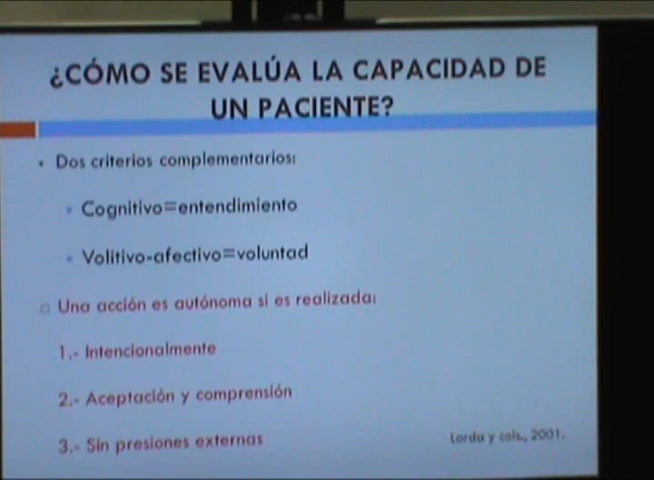 ¿CÓMO SE EVALÚA LA CAPACIDAD DE
UN PACIENTE?
• Dos criterios complementarios:
• Cognitivo=entendimiento
• Volitivo-afectivo=voluntad
□ Una acción es autónoma si es realizada:
1.- Intencionalmente
2.- Aceptación y comprensión
3.- Sin presiones externas
Lorda y cols., 2001.